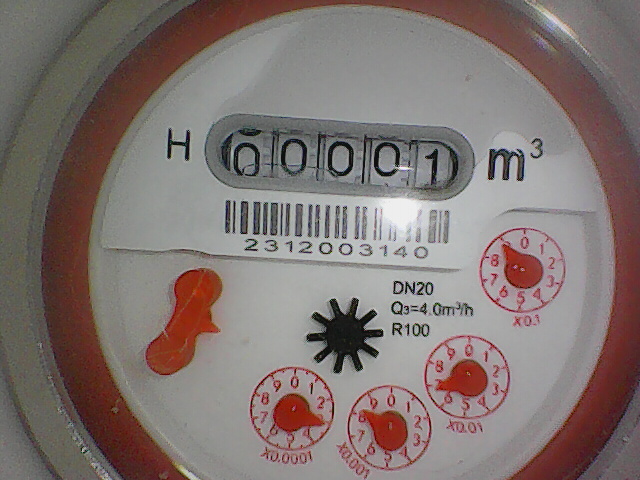 H 00001 m³
2312003140
DN20
Q₃=4.0m³/h
R100
X0.1
X0.01
X0.001
X0.0001